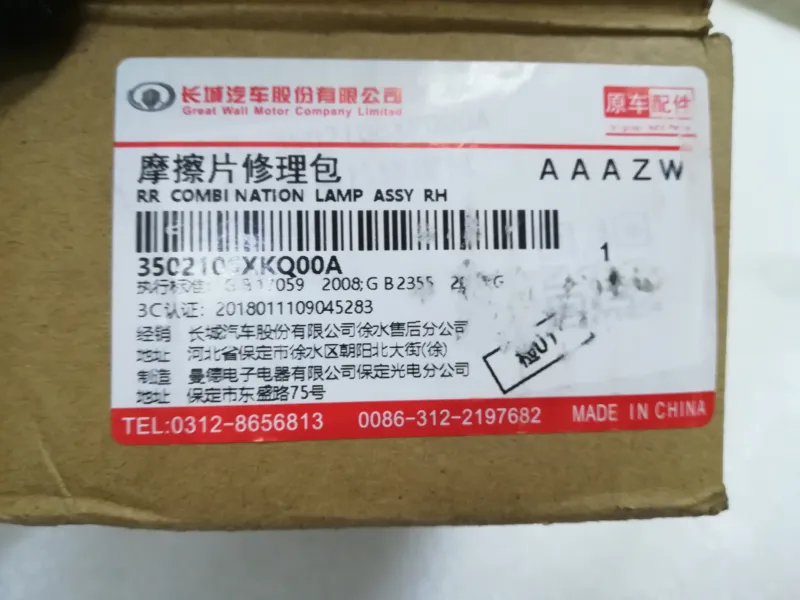 长城汽车股份有限公司
Great Wall Motor Company Limited
原车配件
摩擦片修理包
AAAZW
RR COMBINATION LAMP ASSY RH
3502106XKQ00A
1
执行标准: GB 17059 2008;GB2355
3C认证: 2018011109045283
经销 长城汽车股份有限公司徐水售后分公司
地址 河北省保定市徐水区朝阳北大街(徐)
制造 曼德电子电器有限公司保定光电分公司
地址 保定市东盛路75号
TEL:0312-8656813 0086-312-2197682 MADE IN CHINA